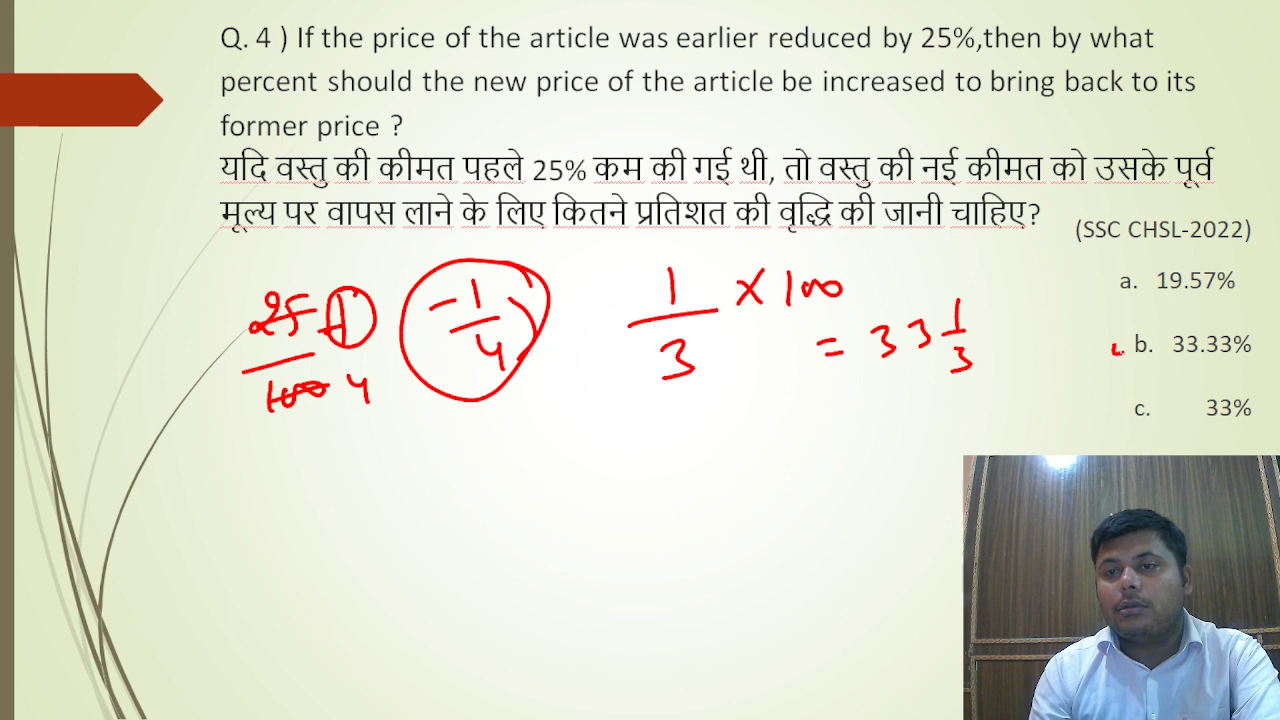 Q. 4 ) If the price of the article was earlier reduced by 25%,then by what
percent should the new price of the article be increased to bring back to its
former price ?
यदि वस्तु की कीमत पहले 25% कम की गई थी, तो वस्तु की नई कीमत को उसके पूर्व
मूल्य पर वापस लाने के लिए कितने प्रतिशत की वृद्धि की जानी चाहिए?
(SSC CHSL-2022)
a. 19.57%
b. 33.33%
c. 33%
25 1
100 4
-1
4
1 × 100
3
= 33 1
3